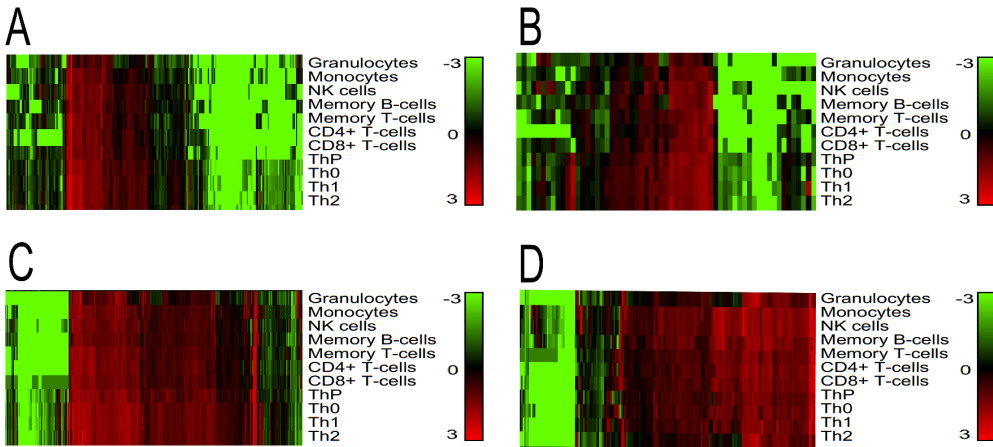 A
Granulocytes
Monocytes
NK cells
Memory B-cells
Memory T-cells
CD4+ T-cells
CD8+ T-cells
ThP
Th0
Th1
Th2
-3
0
3
B
Granulocytes
Monocytes
NK cells
Memory B-cells
Memory T-cells
CD4+ T-cells
CD8+ T-cells
ThP
Th0
Th1
Th2
-3
0
3
C
Granulocytes
Monocytes
NK cells
Memory B-cells
Memory T-cells
CD4+ T-cells
CD8+ T-cells
ThP
Th0
Th1
Th2
-3
0
3
D
Granulocytes
Monocytes
NK cells
Memory B-cells
Memory T-cells
CD4+ T-cells
CD8+ T-cells
ThP
Th0
Th1
Th2
-3
0
3